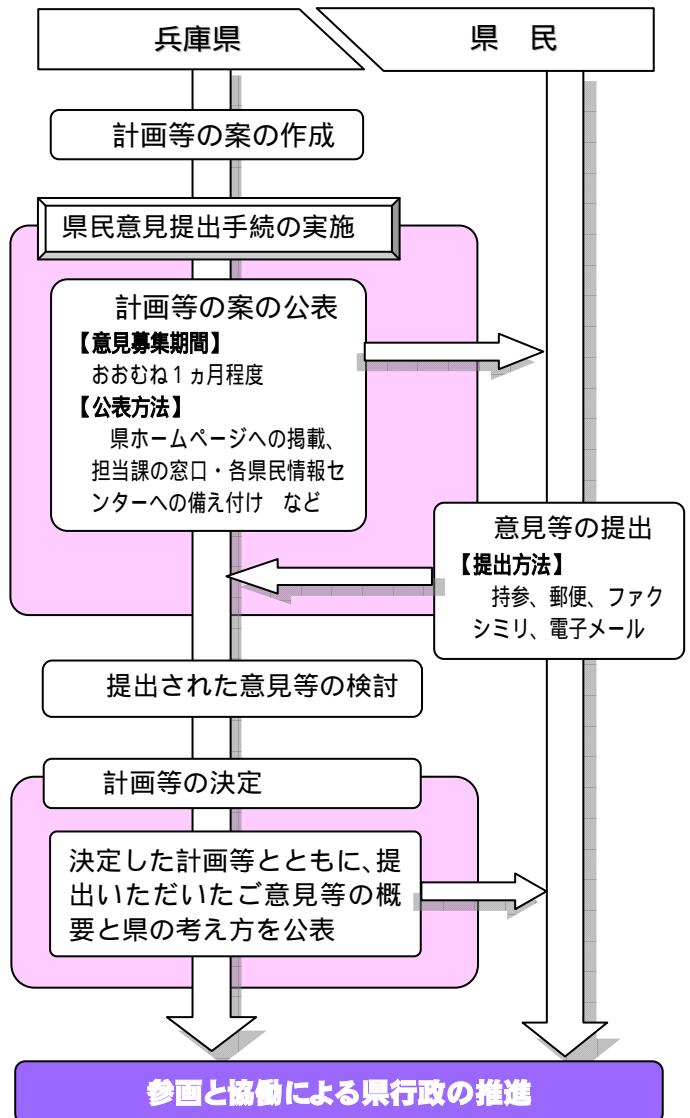 兵庫県
県　民
計画等の案の作成
県民意見提出手続の実施
計画等の案の公表
【意見募集期間】
おおむね１ヵ月程度
【公表方法】
県ホームページへの掲載、
担当課の窓口・各県民情報セ
ンターへの備え付け　など
意見等の提出
【提出方法】
持参、郵便、ファク
シミリ、電子メール
提出された意見等の検討
計画等の決定
決定した計画等とともに、提
出いただいたご意見等の概
要と県の考え方を公表
参画と協働による県行政の推進